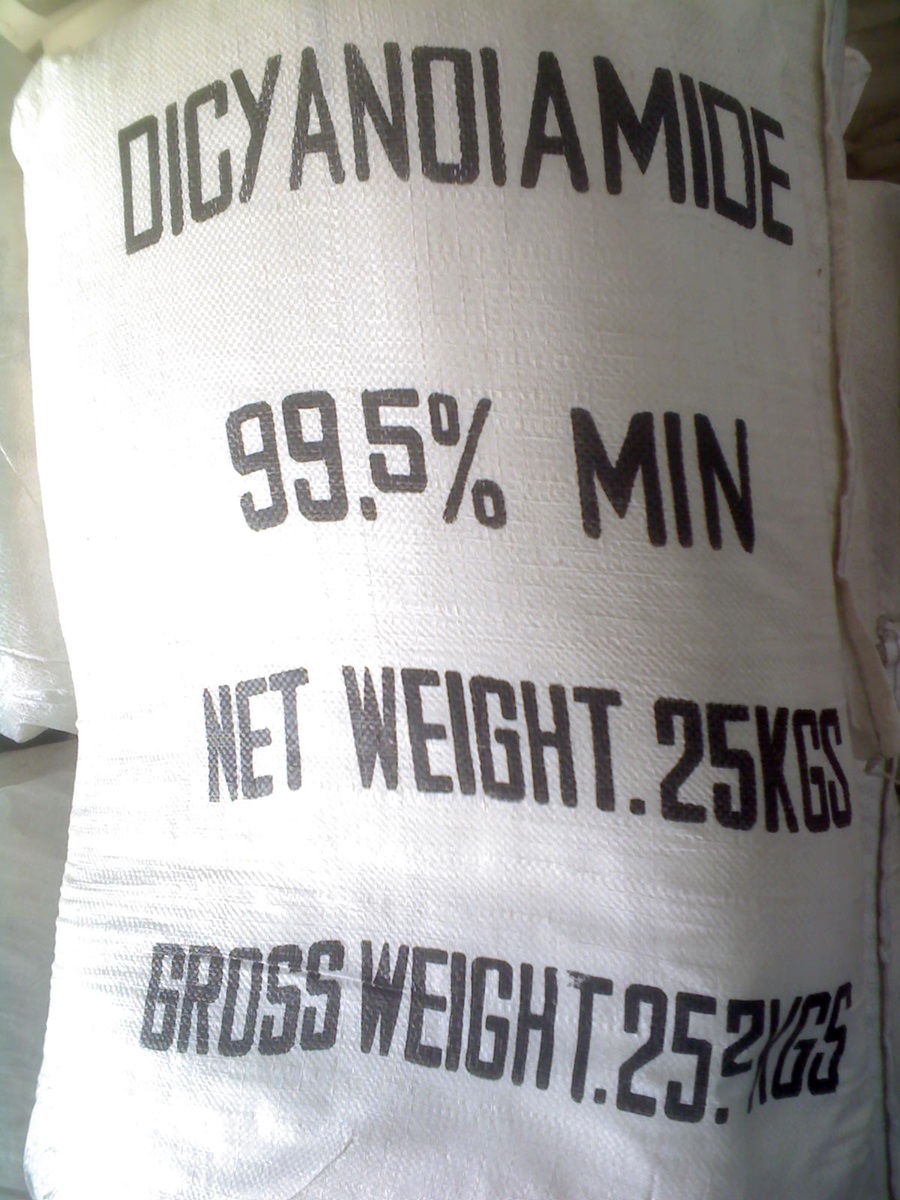 DICYANDIAMIDE
99.5% MIN
NET WEIGHT.25KGS
GROSS WEIGHT.25.2KGS